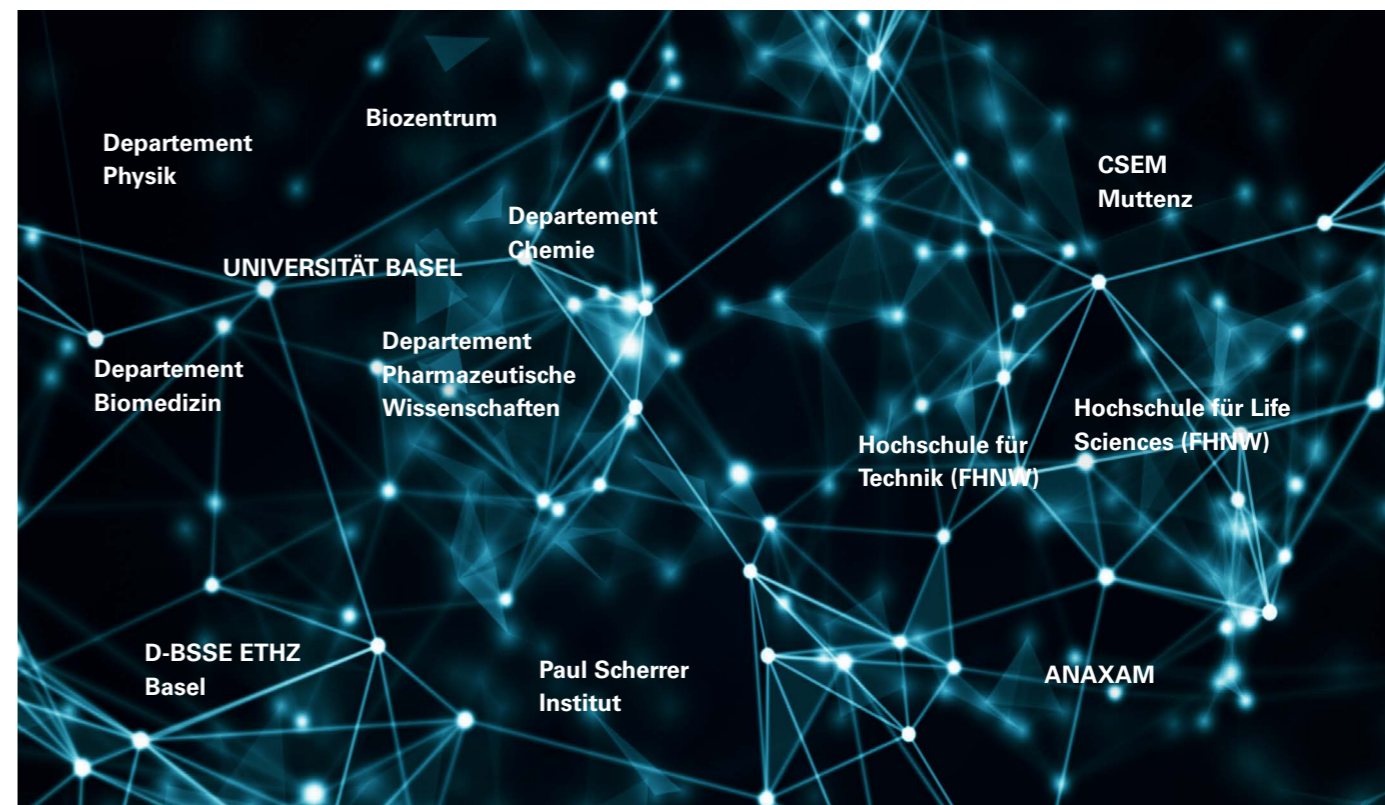 Biozentrum
Departement
Physik
CSEM
Muttenz
Departement
Chemie
UNIVERSITÄT BASEL
Departement
Pharmazeutische
Wissenschaften
Departement
Biomedizin
Hochschule für Life
Sciences (FHNW)
Hochschule für
Technik (FHNW)
D-BSSE ETHZ
Basel
Paul Scherrer
Institut
ANAXAM